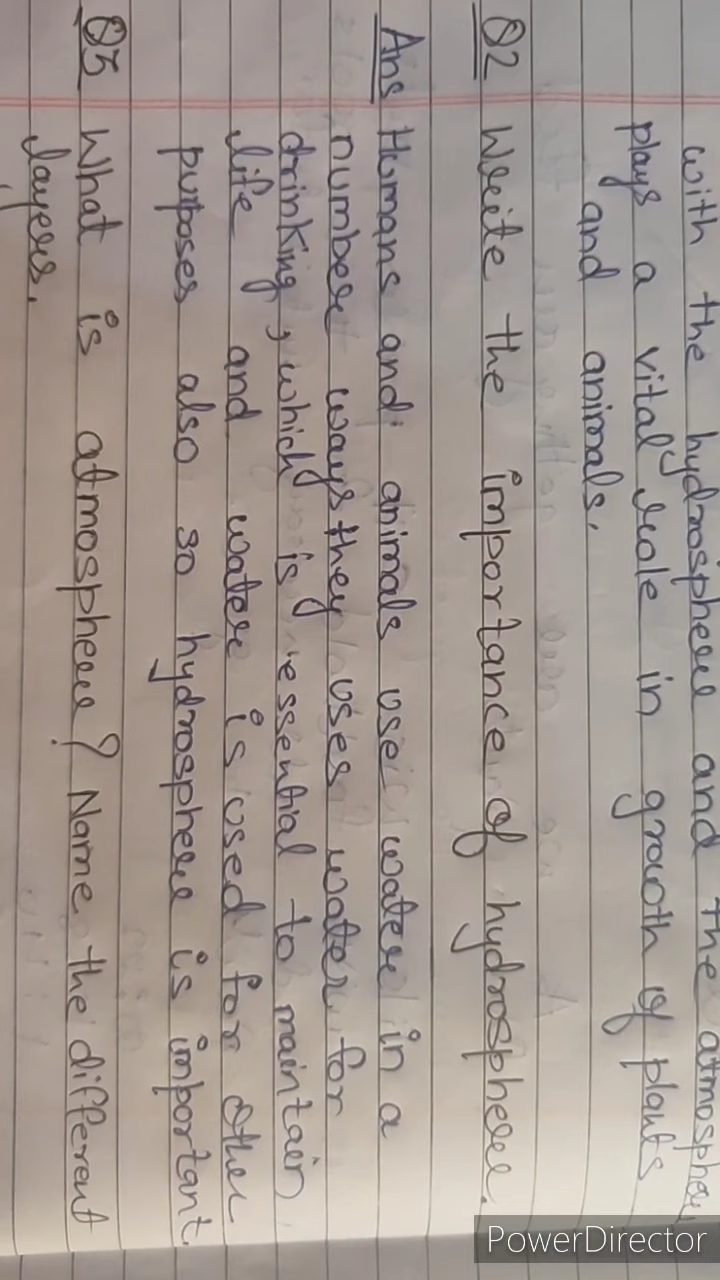 with the hydrosphere and the atmosphe
plays a vital role in growth of plants
and animals.
Q2 Write the importance of hydrosphere.
Ans Humans and animals use water in a
number ways they uses water for
drinking, which is essential to maintain
life and water is used for other
purposes also so hydrosphere is important.
Q3 What is atmosphere? Name the different
layers.
PowerDirector